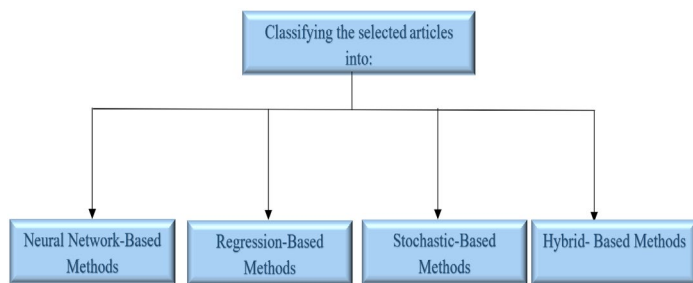 Classifying the selected articles
into:
Neural Network-Based
Methods
Regression-Based
Methods
Stochastic-Based
Methods
Hybrid- Based Methods